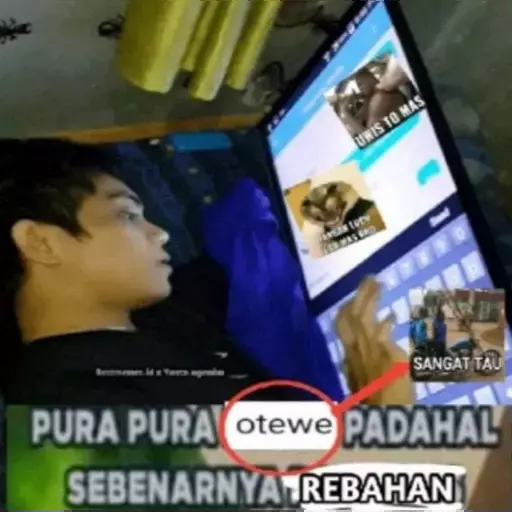 UWIS TO MAS
SANGAT TAU
PURA PURA otewe PADAHAL
SEBENARNYA REBAHAN